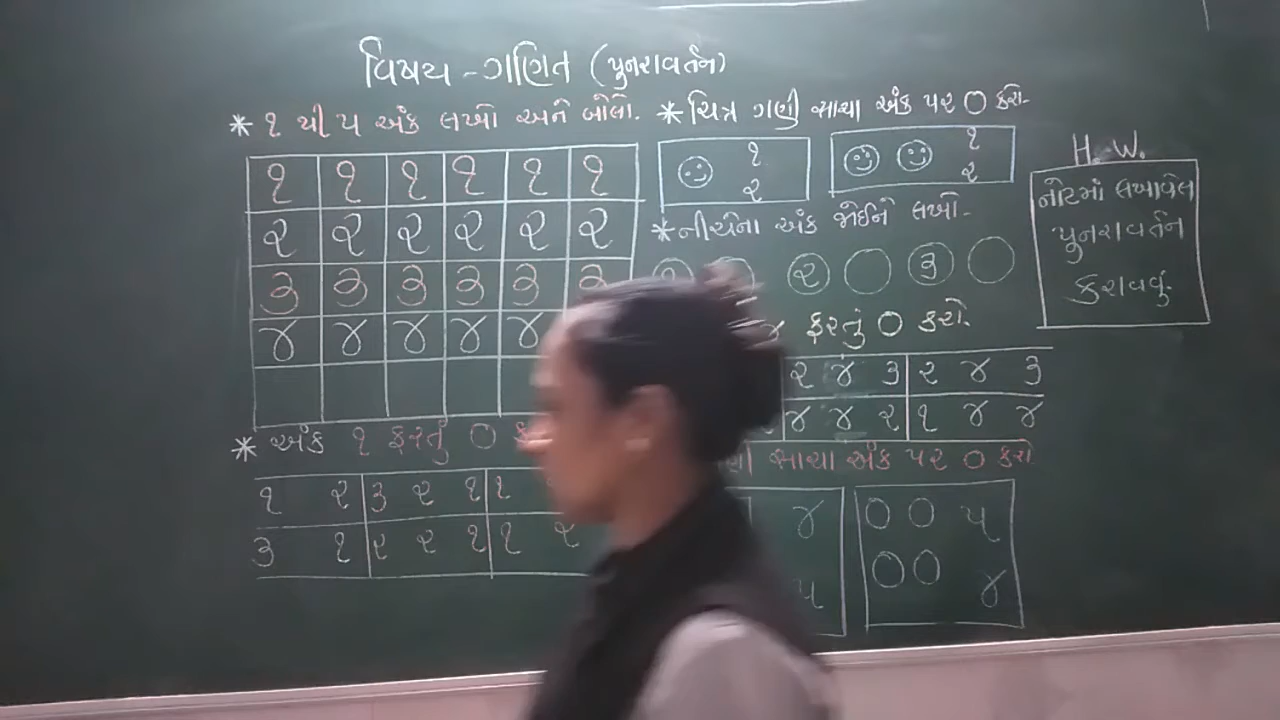 વિષય - ગણિત (પુનરાવર્તન)
* ૧ થી ૫ અંક લખો અને બોલો.
૧ ૧ ૧ ૧ ૧ ૧
૨ ૨ ૨ ૨ ૨ ૨
૩ ૩ ૩ ૩ ૩ ૩
૪ ૪ ૪ ૪ ૪
* અંક ૧ ફરતું ૦
૧ ૨ ૩ ૨ ૧ ૧
૩ ૧ ૨ ૨ ૧ ૧ ૨
* ચિત્ર ગણી સાચા અંક પર ૦ કરો.
૧ ૧
૨ ૨
* નીચેના અંક જોઈને લખો.
૨ ૩
૪ ફરતું ૦ કરો.
૨ ૪ ૩ ૨ ૪ ૩
૪ ૪ ૨ ૧ ૪ ૪
સાચા અંક પર ૦ કરો
૪ ૫
૫ ૪
H.W.
નોટમાં લખાવેલ
પુનરાવર્તન
કરાવવું.